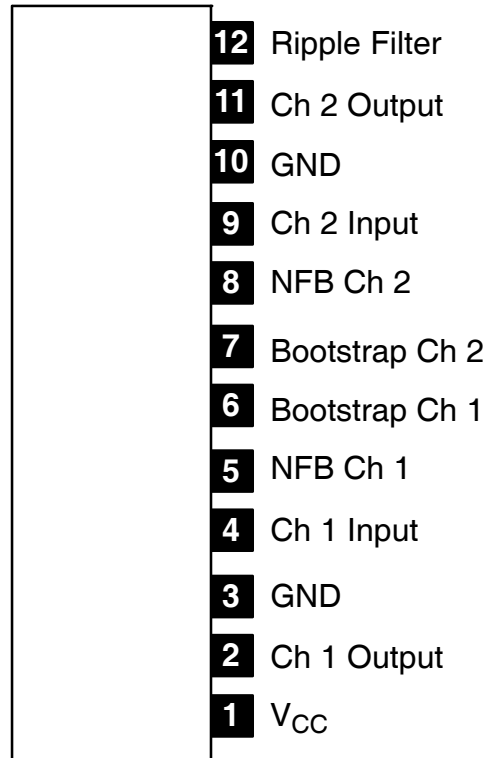 12 Ripple Filter
11 Ch 2 Output
10 GND
9 Ch 2 Input
8 NFB Ch 2
7 Bootstrap Ch 2
6 Bootstrap Ch 1
5 NFB Ch 1
4 Ch 1 Input
3 GND
2 Ch 1 Output
1 VCC